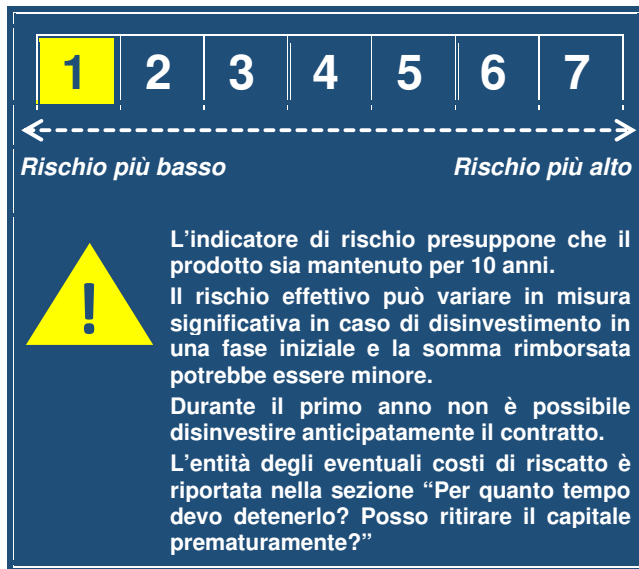 1 2 3 4 5 6 7
Rischio più basso Rischio più alto
!
L'indicatore di rischio presuppone che il
prodotto sia mantenuto per 10 anni.
Il rischio effettivo può variare in misura
significativa in caso di disinvestimento in
una fase iniziale e la somma rimborsata
potrebbe essere minore.
Durante il primo anno non è possibile
disinvestire anticipatamente il contratto.
L'entità degli eventuali costi di riscatto è
riportata nella sezione “Per quanto tempo
devo detenerlo? Posso ritirare il capitale
prematuramente?”